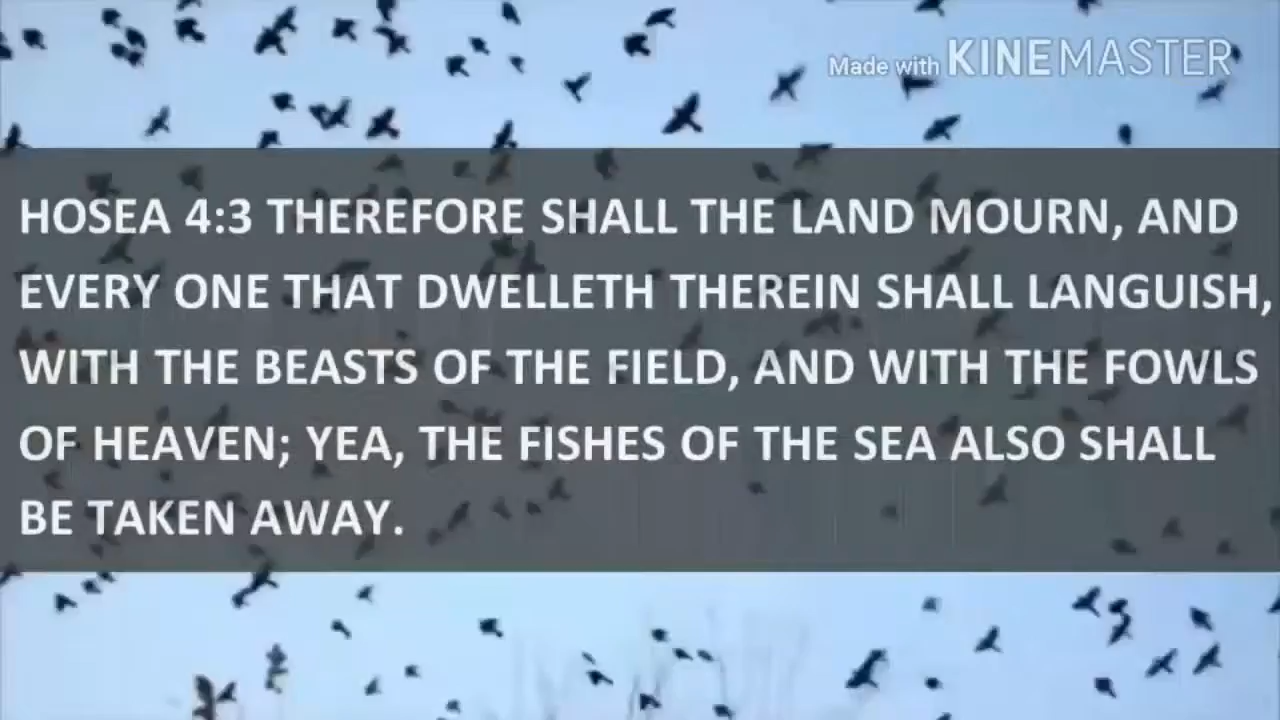 Made with KINEMASTER
HOSEA 4:3 THEREFORE SHALL THE LAND MOURN, AND
EVERY ONE THAT DWELLETH THEREIN SHALL LANGUISH,
WITH THE BEASTS OF THE FIELD, AND WITH THE FOWLS
OF HEAVEN; YEA, THE FISHES OF THE SEA ALSO SHALL
BE TAKEN AWAY.